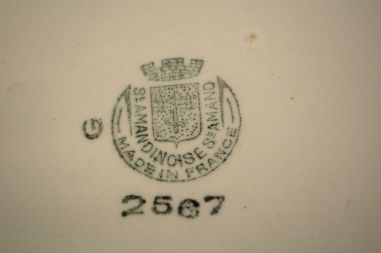 St AMANDINOISE St AMAND
MADE IN FRANCE
G
2567